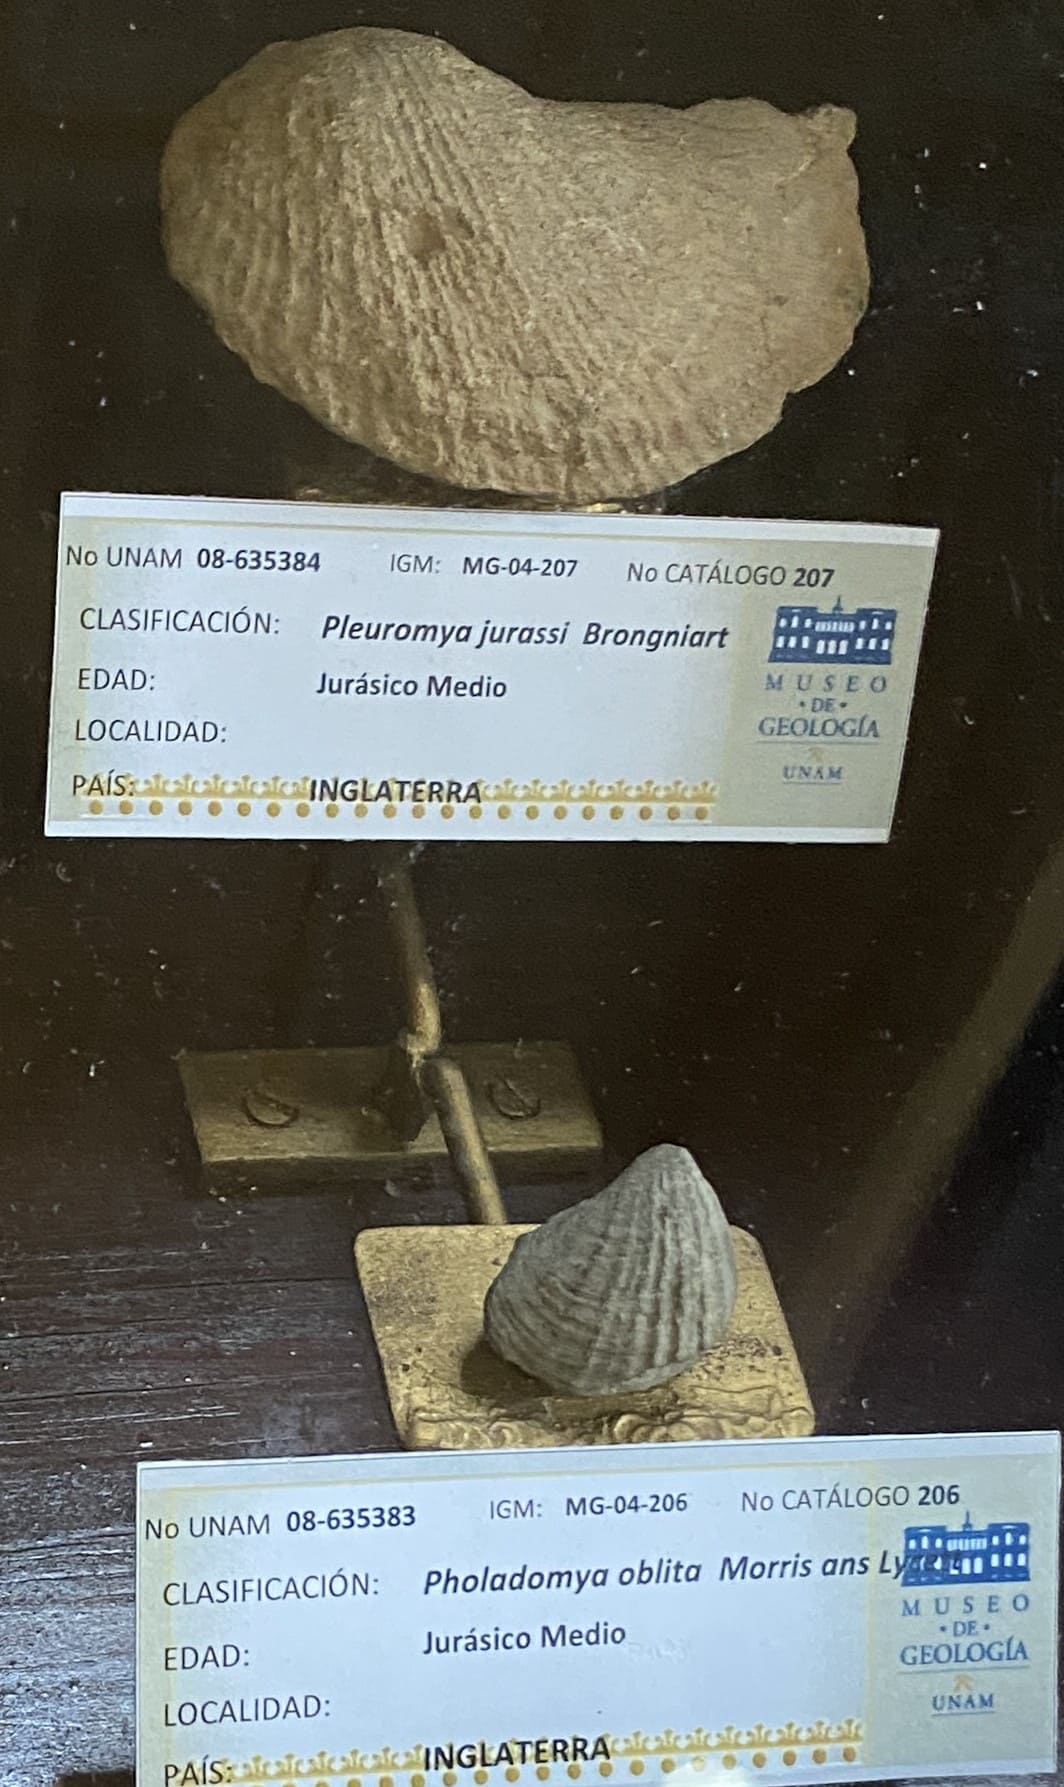 No UNAM 08-635384 IGM: MG-04-207 No CATÁLOGO 207
CLASIFICACIÓN: Pleuromya jurassi Brongniart
EDAD: Jurásico Medio
LOCALIDAD:
PAÍS: INGLATERRA
MUSEO
• DE •
GEOLOGÍA
UNAM
No UNAM 08-635383 IGM: MG-04-206 No CATÁLOGO 206
CLASIFICACIÓN: Pholadomya oblita Morris ans
EDAD: Jurásico Medio
LOCALIDAD:
PAÍS: INGLATERRA
MUSEO
• DE •
GEOLOGÍA
UNAM